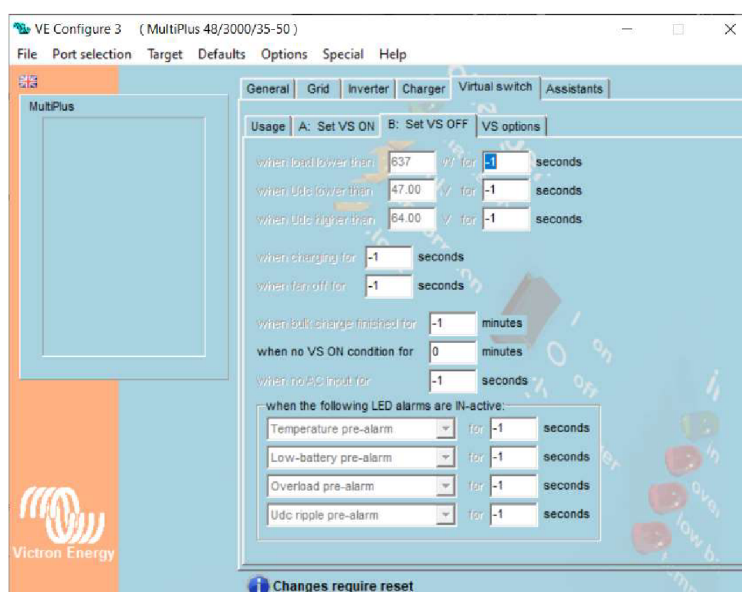 VE Configure 3 ( MultiPlus 48/3000/35-50 )
File Port selection Target Defaults Options Special Help
MultiPlus
General Grid Inverter Charger Virtual switch Assistants
Usage A: Set VS ON B: Set VS OFF VS options
when load lower than 637 W for -1 seconds
when Udc lower than 47.00 V for -1 seconds
when Udc higher than 64.00 V for -1 seconds
when charging for -1 seconds
when fan off for -1 seconds
when bulk charge finished for -1 minutes
when no VS ON condition for 0 minutes
when no AC input for -1 seconds
when the following LED alarms are IN-active:
Temperature pre-alarm for -1 seconds
Low-battery pre-alarm for -1 seconds
Overload pre-alarm for -1 seconds
Udc ripple pre-alarm for -1 seconds
Victron Energy
Changes require reset